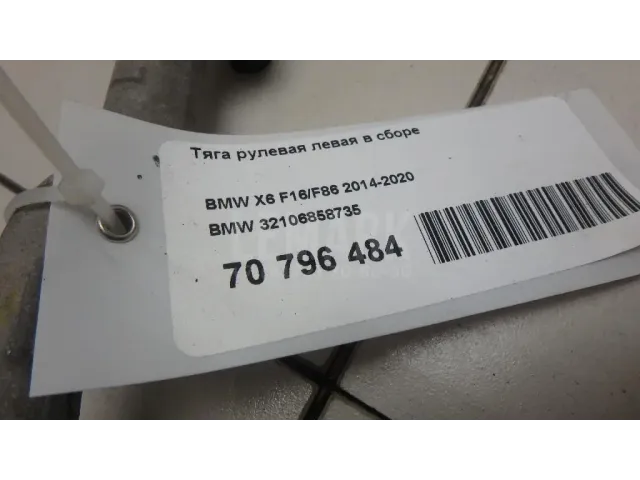 Тяга рулевая левая в сборе
BMW X6 F16/F86 2014-2020
BMW 32106858735
70 796 484